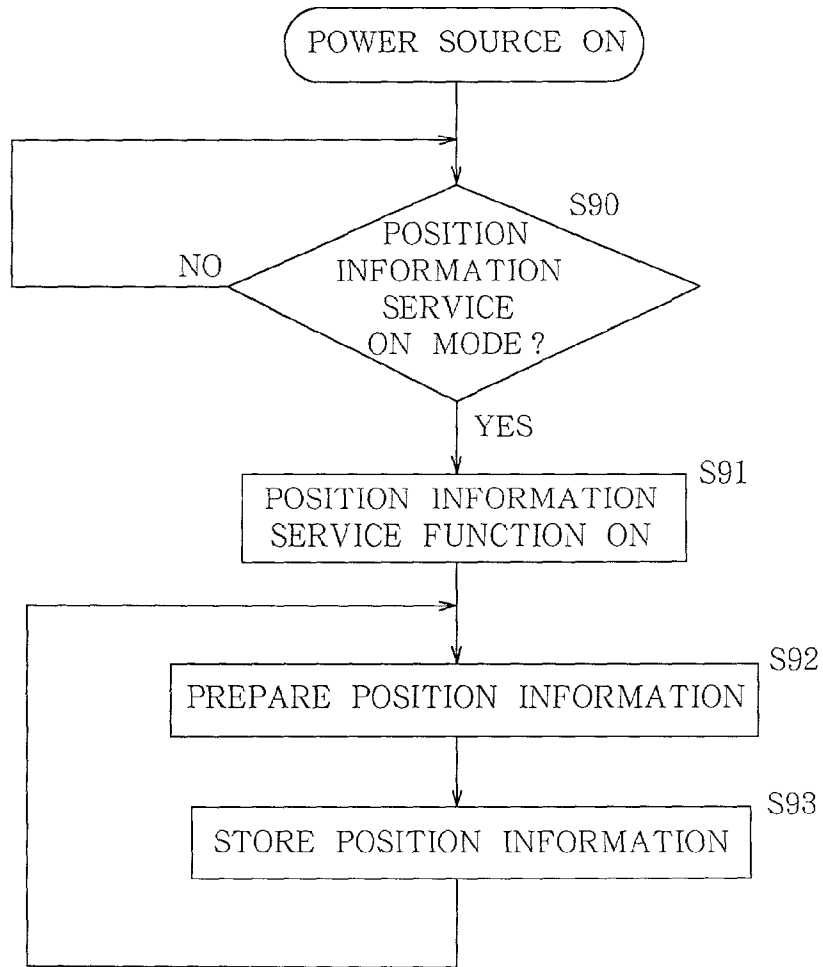 POWER SOURCE ON
S90
POSITION
INFORMATION
SERVICE
ON MODE?
NO
YES
S91
POSITION INFORMATION
SERVICE FUNCTION ON
S92
PREPARE POSITION INFORMATION
S93
STORE POSITION INFORMATION